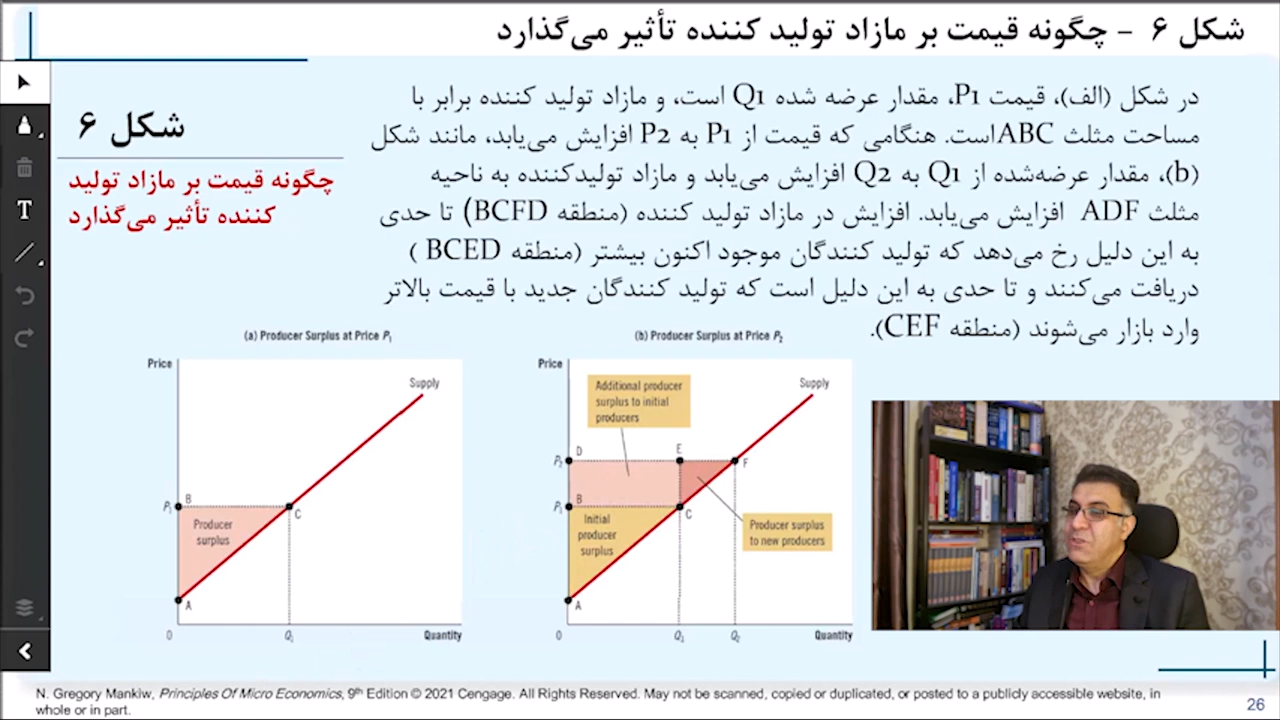 شکل ۶ - چگونه قیمت بر مازاد تولید کننده تأثیر می‌گذارد
در شکل (الف)، قیمت P1، مقدار عرضه شده Q1 است، و مازاد تولید کننده برابر با
مساحت مثلث ABCاست. هنگامی که قیمت از P1 به P2 افزایش می‌یابد، مانند شکل
(b)، مقدار عرضه‌شده از Q1 به Q2 افزایش می‌یابد و مازاد تولیدکننده به ناحیه
مثلث ADF افزایش می‌یابد. افزایش در مازاد تولید کننده (منطقه BCFD) تا حدی
به این دلیل رخ می‌دهد که تولید کنندگان موجود اکنون بیشتر (منطقه BCED )
دریافت می‌کنند و تا حدی به این دلیل است که تولید کنندگان جدید با قیمت بالاتر
وارد بازار می‌شوند (منطقه CEF).
شکل ۶
چگونه قیمت بر مازاد تولید
کننده تأثیر می‌گذارد
T
(a) Producer Surplus at Price P1
Price
Supply
P1
B
C
Producer
surplus
A
0
Q1
Quantity
(b) Producer Surplus at Price P2
Price
Supply
Additional producer
surplus to initial
producers
P2
D
E
F
P1
B
C
Initial
producer
surplus
Producer surplus
to new producers
A
0
Q1
Q2
Quantity
N. Gregory Mankiw, Principles Of Micro Economics, 9th Edition © 2021 Cengage. All Rights Reserved. May not be scanned, copied or duplicated, or posted to a publicly accessible website, in
whole or in part.
26